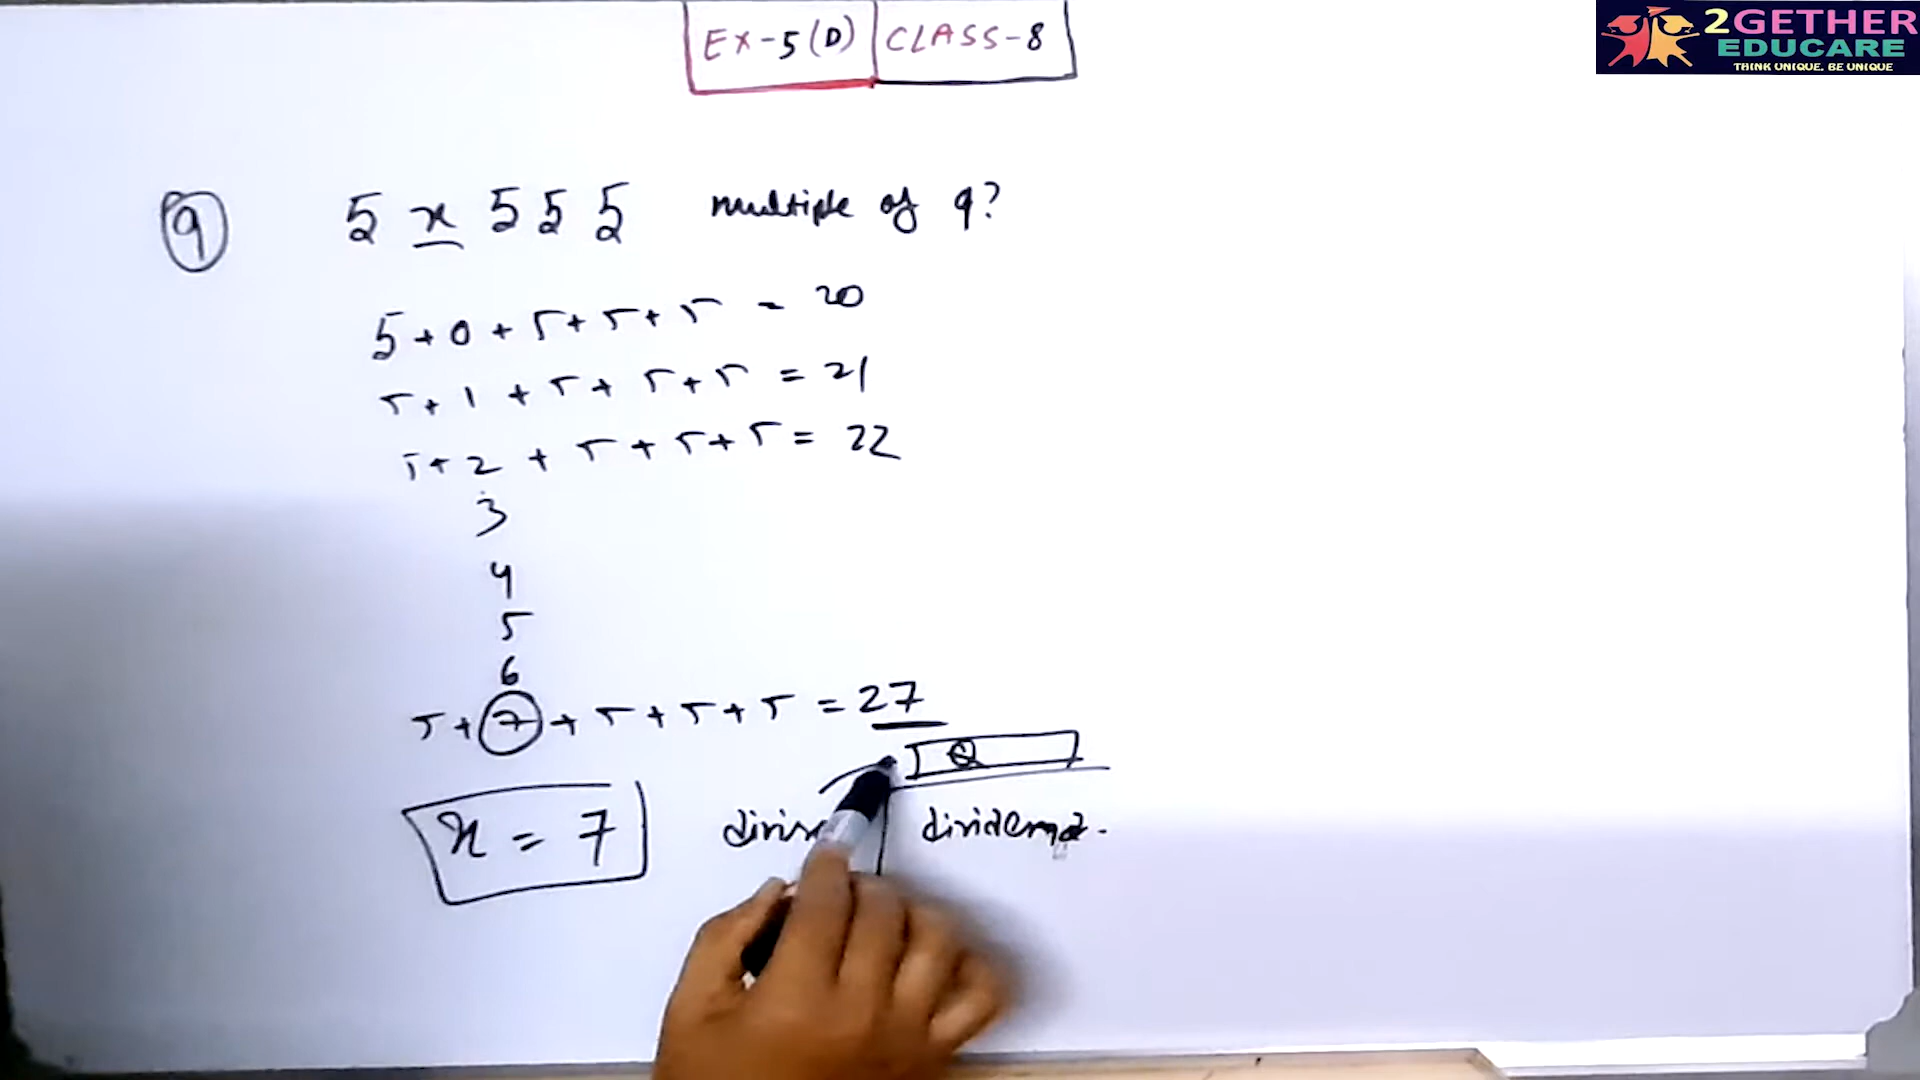 EX-5(D) CLASS-8
2GETHER
EDUCARE
THINK UNIQUE. BE UNIQUE
9 5 x 5 5 5 multiple of 9?
5+0+5+5+5 = 20
5+1+5+5+5 = 21
5+2+5+5+5 = 22
3
4
5
6
5+7+5+5+5 = 27
Q
x = 7
dividend.